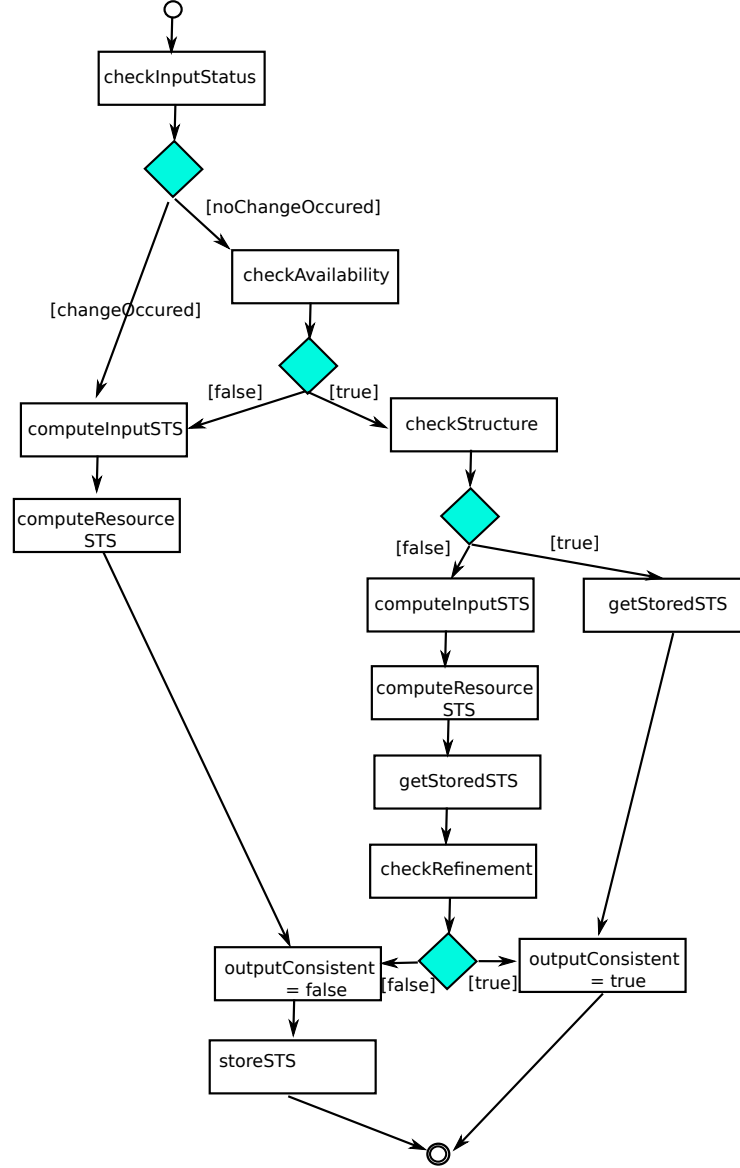 checkInputStatus
[noChangeOccured]
checkAvailability
[changeOccured]
[false]
[true]
checkStructure
computeInputSTS
computeResource
STS
[false]
[true]
computeInputSTS
getStoredSTS
computeResource
STS
getStoredSTS
checkRefinement
outputConsistent
= false
[false]
[true]
outputConsistent
= true
storeSTS